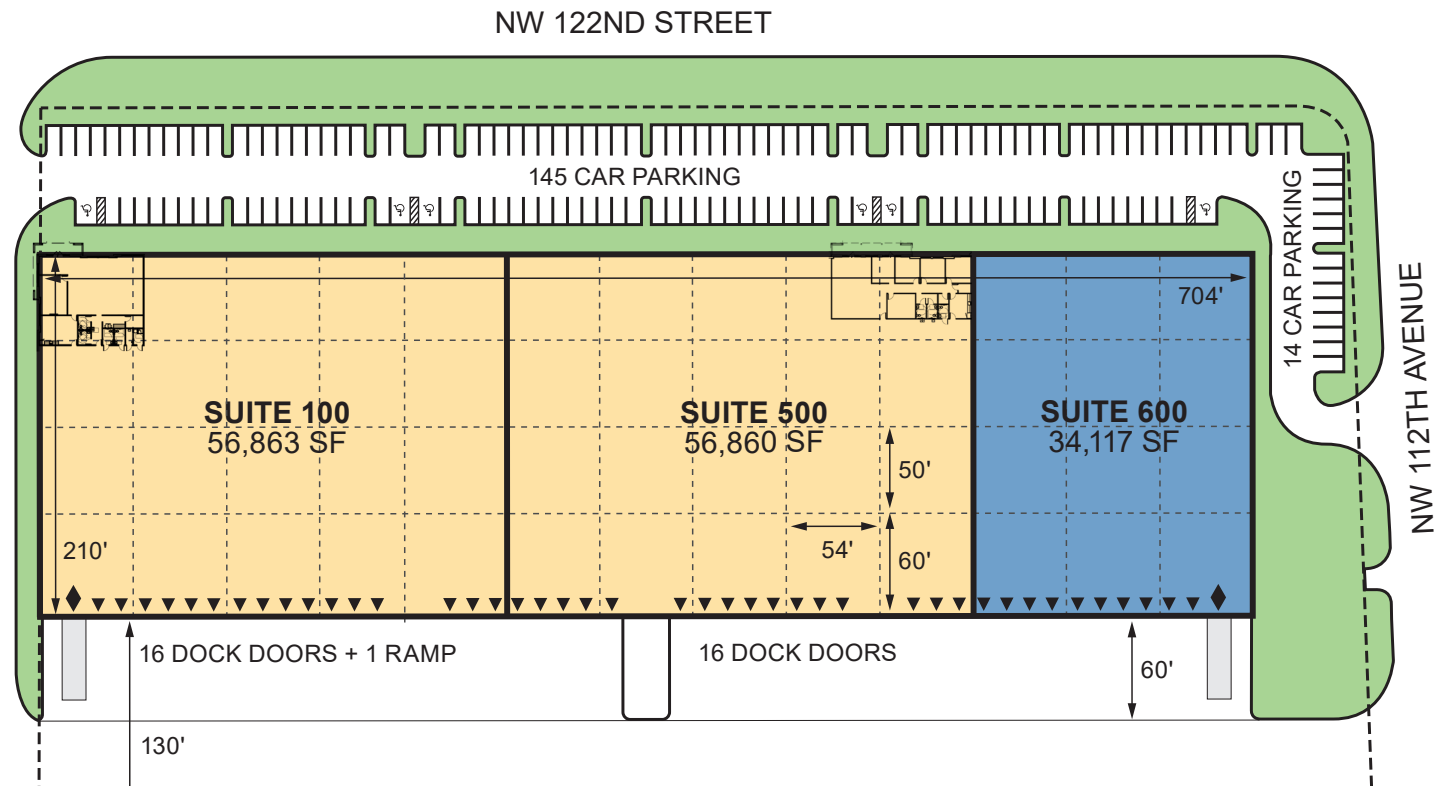 NW 122ND STREET
145 CAR PARKING
14 CAR PARKING
NW 112TH AVENUE
704'
SUITE 100
56,863 SF
SUITE 500
56,860 SF
SUITE 600
34,117 SF
50'
54'
60'
210'
16 DOCK DOORS + 1 RAMP
16 DOCK DOORS
60'
130'